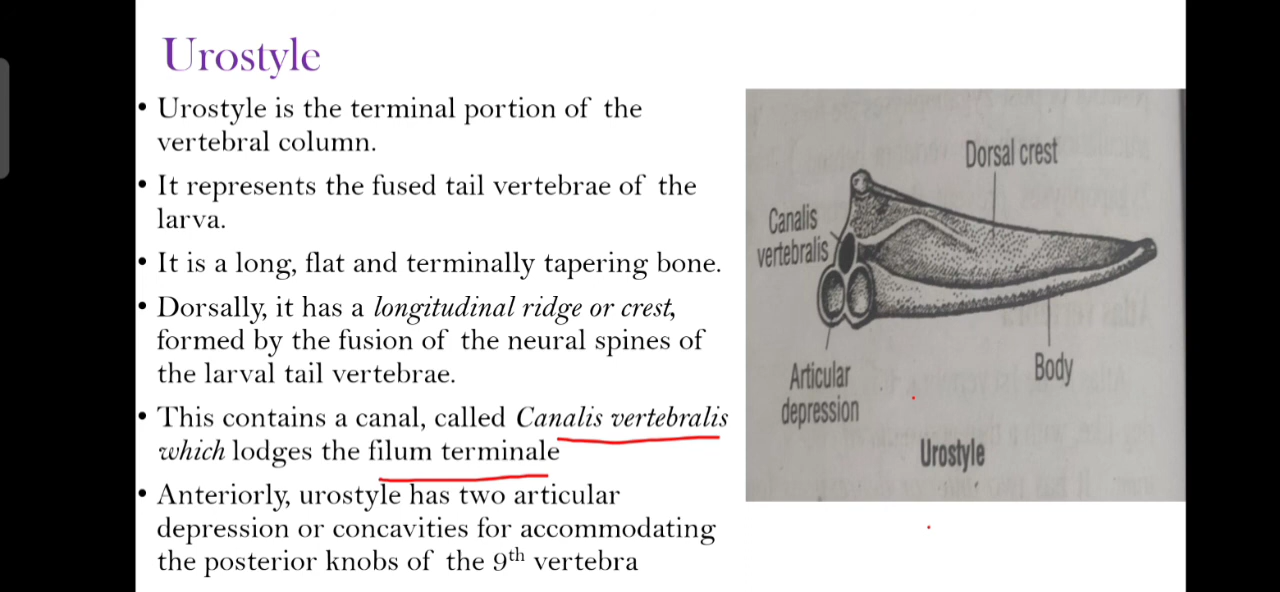 Urostyle
• Urostyle is the terminal portion of the
vertebral column.
• It represents the fused tail vertebrae of the
larva.
• It is a long, flat and terminally tapering bone.
• Dorsally, it has a longitudinal ridge or crest,
formed by the fusion of the neural spines of
the larval tail vertebrae.
• This contains a canal, called Canalis vertebralis
which lodges the filum terminale
• Anteriorly, urostyle has two articular
depression or concavities for accommodating
the posterior knobs of the 9th vertebra
Dorsal crest
Canalis
vertebralis
Articular
depression
Body
Urostyle